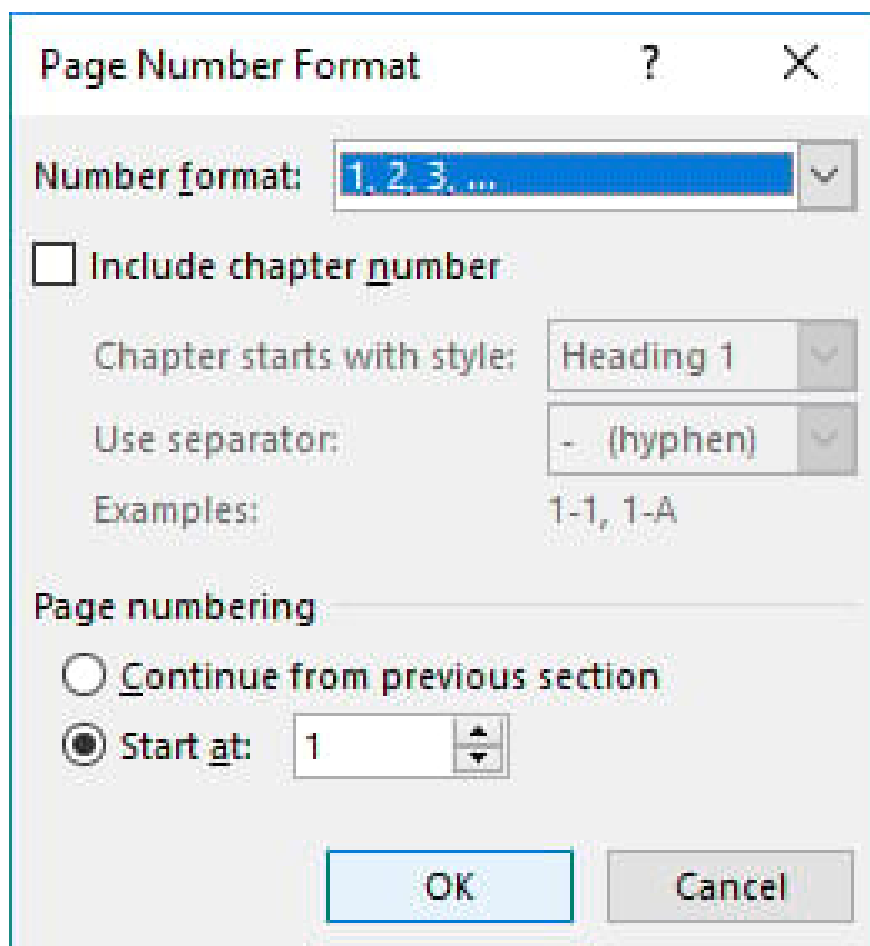 Page Number Format ?
Number format: 1, 2, 3, ...
Include chapter number
Chapter starts with style: Heading 1
Use separator: - (hyphen)
Examples: 1-1, 1-A
Page numbering
Continue from previous section
Start at: 1
OK Cancel